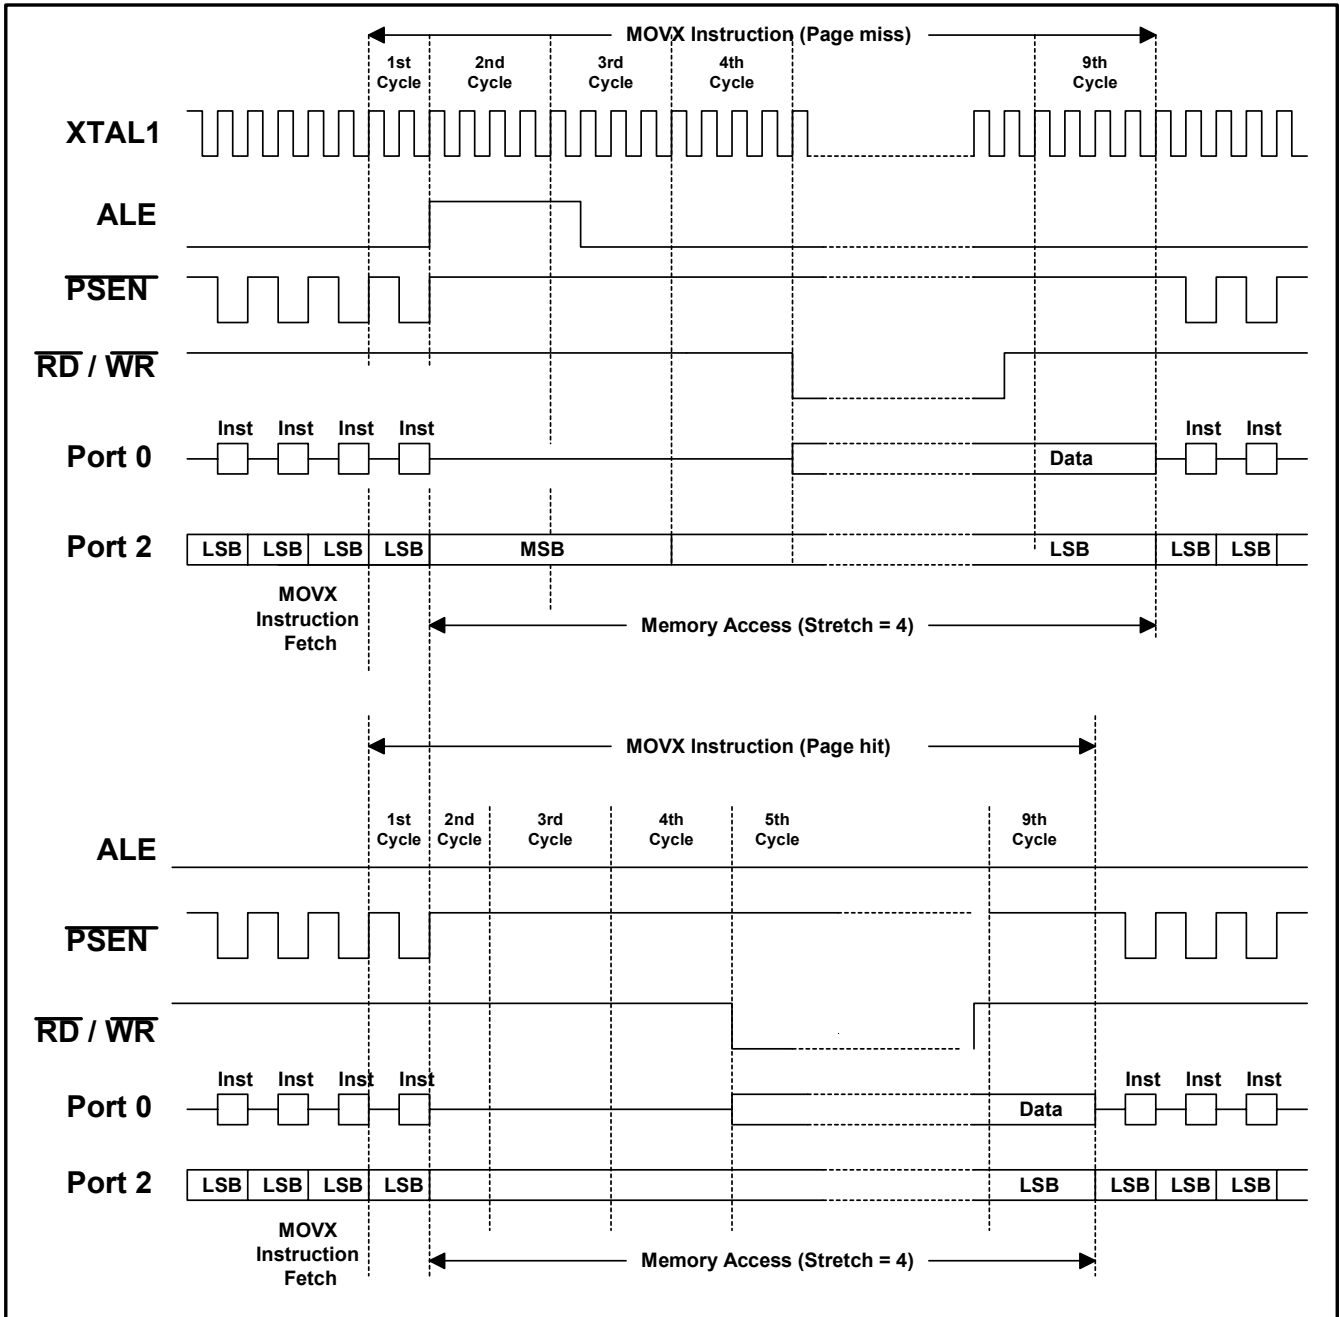 MOVX Instruction (Page miss)
1st Cycle
2nd Cycle
3rd Cycle
4th Cycle
9th Cycle
XTAL1
ALE
PSEN
RD / WR
Inst Inst Inst Inst Inst Inst
Port 0
Data
Port 2
LSB LSB LSB LSB MSB LSB LSB LSB
MOVX
Instruction
Fetch
Memory Access (Stretch = 4)
MOVX Instruction (Page hit)
1st Cycle
2nd Cycle
3rd Cycle
4th Cycle
5th Cycle
9th Cycle
ALE
PSEN
RD / WR
Inst Inst Inst Inst Inst Inst Inst
Port 0
Data
Port 2
LSB LSB LSB LSB LSB LSB LSB LSB
MOVX
Instruction
Fetch
Memory Access (Stretch = 4)